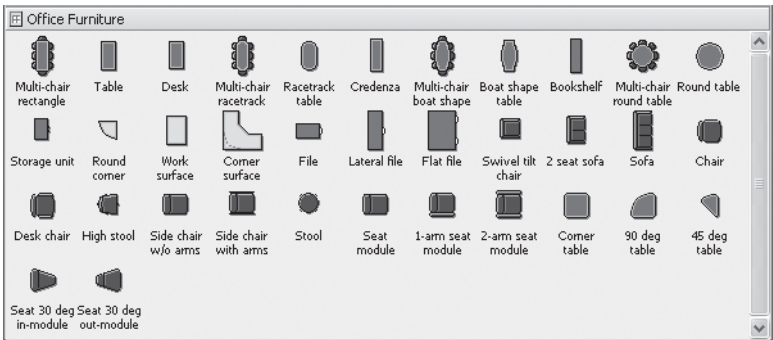 Office Furniture
Multi-chair rectangle
Table
Desk
Multi-chair racetrack
Racetrack table
Credenza
Multi-chair boat shape
Boat shape table
Bookshelf
Multi-chair round table
Round table
Storage unit
Round corner
Work surface
Corner surface
File
Lateral file
Flat file
Swivel tilt chair
2 seat sofa
Sofa
Chair
Desk chair
High stool
Side chair w/o arms
Side chair with arms
Stool
Seat module
1-arm seat module
2-arm seat module
Corner table
90 deg table
45 deg table
Seat 30 deg in-module
Seat 30 deg out-module